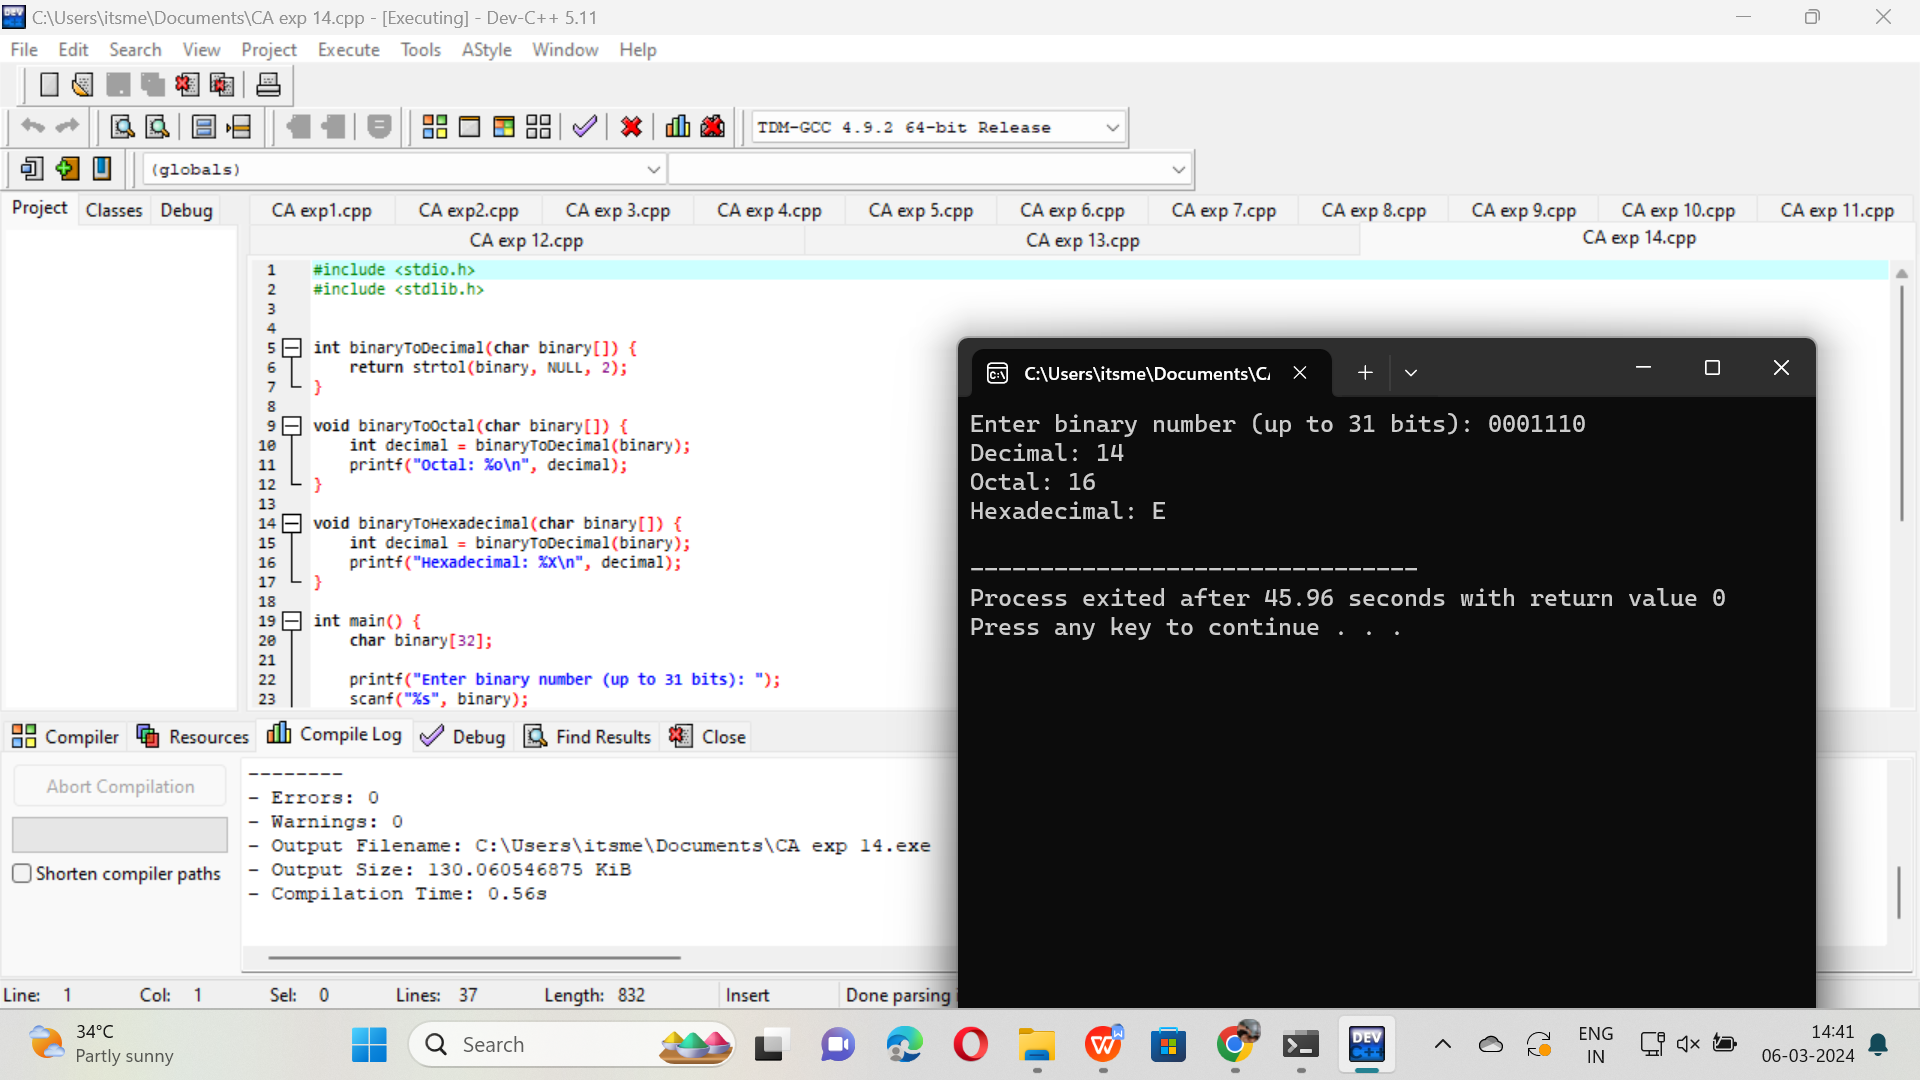 C:\Users\itsme\Documents\CA exp 14.cpp - [Executing] - Dev-C++ 5.11
File Edit Search View Project Execute Tools AStyle Window Help
TDM-GCC 4.9.2 64-bit Release
(globals)
Project Classes Debug
CA exp1.cpp CA exp2.cpp CA exp 3.cpp CA exp 4.cpp CA exp 5.cpp CA exp 6.cpp CA exp 7.cpp CA exp 8.cpp CA exp 9.cpp CA exp 10.cpp CA exp 11.cpp
CA exp 12.cpp CA exp 13.cpp CA exp 14.cpp
1 #include <stdio.h>
2 #include <stdlib.h>
3
4
5 int binaryToDecimal(char binary[]) {
6 return strtol(binary, NULL, 2);
7 }
8
9 void binaryToOctal(char binary[]) {
10 int decimal = binaryToDecimal(binary);
11 printf("Octal: %o\n", decimal);
12 }
13
14 void binaryToHexadecimal(char binary[]) {
15 int decimal = binaryToDecimal(binary);
16 printf("Hexadecimal: %X\n", decimal);
17 }
18
19 int main() {
20 char binary[32];
21
22 printf("Enter binary number (up to 31 bits): ");
23 scanf("%s", binary);
C:\Users\itsme\Documents\CA
Enter binary number (up to 31 bits): 0001110
Decimal: 14
Octal: 16
Hexadecimal: E
--------------------------------
Process exited after 45.96 seconds with return value 0
Press any key to continue . . .
Compiler Resources Compile Log Debug Find Results Close
Abort Compilation
Shorten compiler paths
--------
- Errors: 0
- Warnings: 0
- Output Filename: C:\Users\itsme\Documents\CA exp 14.exe
- Output Size: 130.060546875 KiB
- Compilation Time: 0.56s
Line: 1 Col: 1 Sel: 0 Lines: 37 Length: 832 Insert Done parsing
34°C
Partly sunny
Search
DEV C++
ENG
IN
14:41
06-03-2024